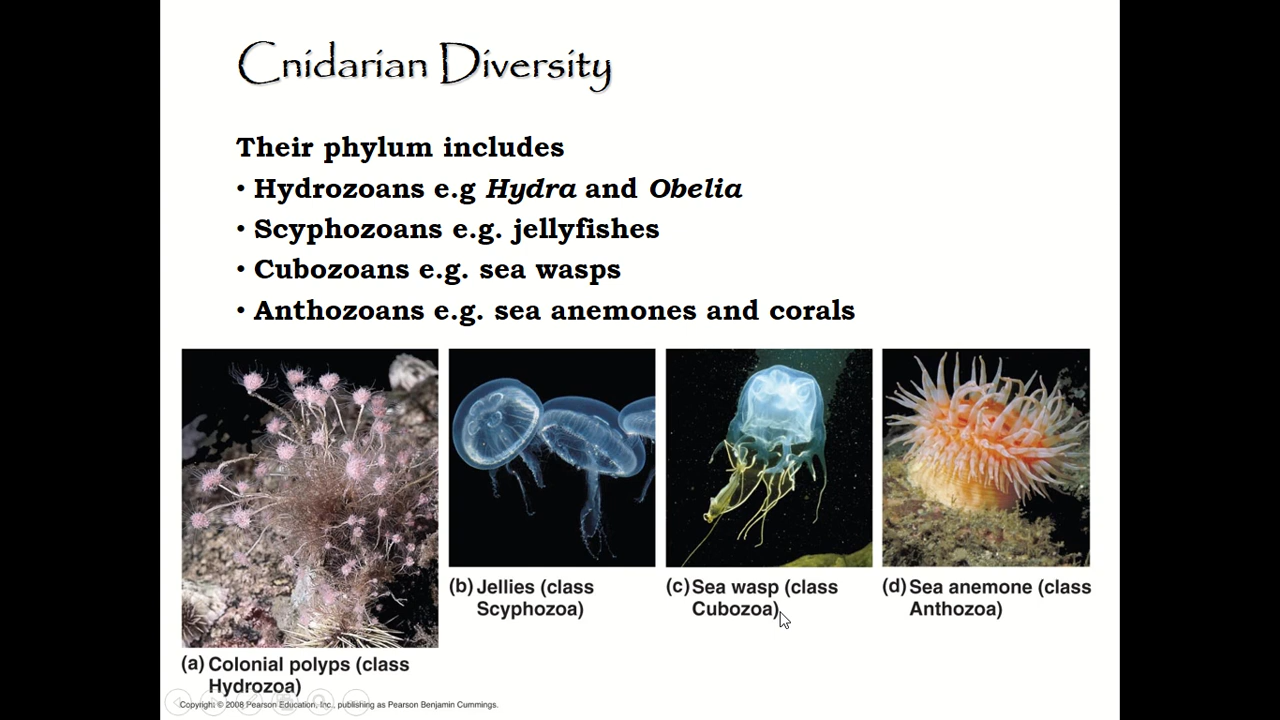 Cnidarian Diversity
Their phylum includes
• Hydrozoans e.g Hydra and Obelia
• Scyphozoans e.g. jellyfishes
• Cubozoans e.g. sea wasps
• Anthozoans e.g. sea anemones and corals
(a) Colonial polyps (class
Hydrozoa)
(b) Jellies (class
Scyphozoa)
(c) Sea wasp (class
Cubozoa)
(d) Sea anemone (class
Anthozoa)
Copyright © 2008 Pearson Education, Inc., publishing as Pearson Benjamin Cummings.